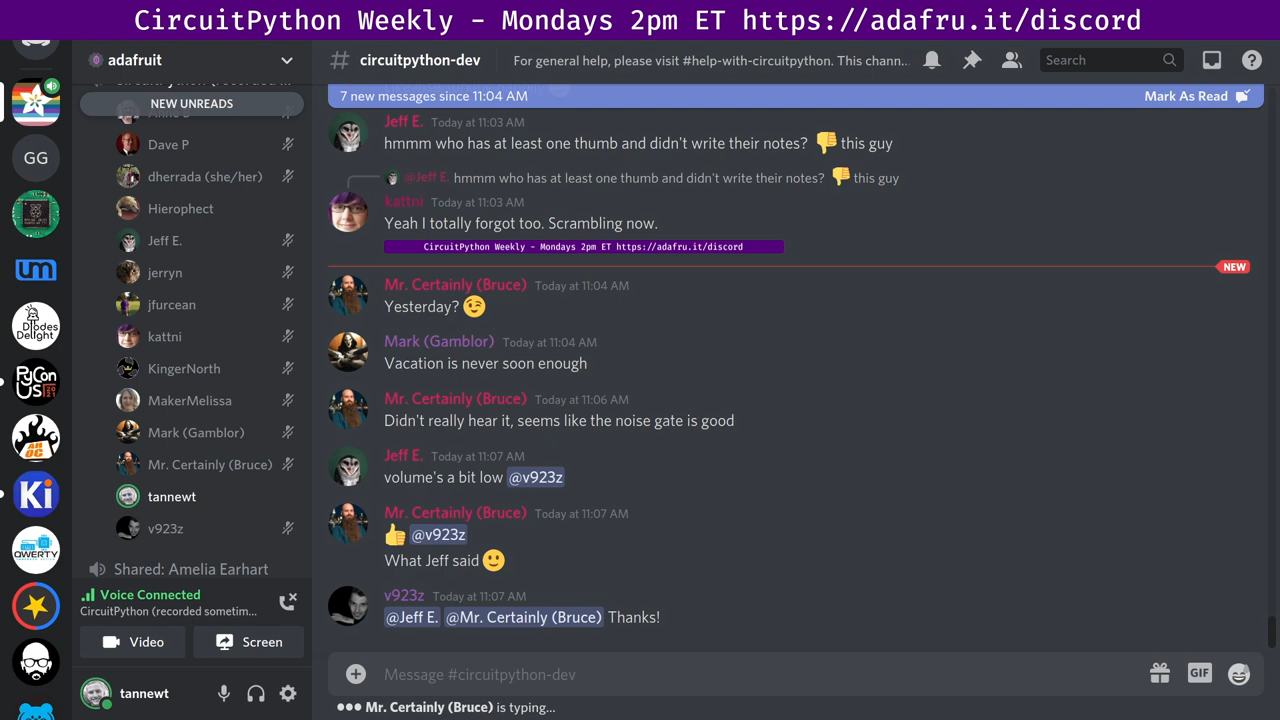 CircuitPython Weekly - Mondays 2pm ET https://adafru.it/discord
adafruit
# circuitpython-dev
For general help, please visit #help-with-circuitpython. This chann...
Search
NEW UNREADS
Dave P
dherrada (she/her)
Hierophect
Jeff E.
jerryn
jfurcean
kattni
KingerNorth
MakerMelissa
Mark (Gamblor)
Mr. Certainly (Bruce)
tannewt
v923z
Shared: Amelia Earhart
Voice Connected
CircuitPython (recorded sometim...
Video
Screen
tannewt
GG
Diodes
Delight
PyCon
US
2021
Ki
QWERTY
7 new messages since 11:04 AM
Mark As Read
Jeff E. Today at 11:03 AM
hmmm who has at least one thumb and didn't write their notes? 👎 this guy
@Jeff E. hmmm who has at least one thumb and didn't write their notes? 👎 this guy
kattni Today at 11:03 AM
Yeah I totally forgot too. Scrambling now.
CircuitPython Weekly - Mondays 2pm ET https://adafru.it/discord
NEW
Mr. Certainly (Bruce) Today at 11:04 AM
Yesterday? 😉
Mark (Gamblor) Today at 11:04 AM
Vacation is never soon enough
Mr. Certainly (Bruce) Today at 11:06 AM
Didn't really hear it, seems like the noise gate is good
Jeff E. Today at 11:07 AM
volume's a bit low @v923z
Mr. Certainly (Bruce) Today at 11:07 AM
👍 @v923z
What Jeff said 🙂
v923z Today at 11:07 AM
@Jeff E. @Mr. Certainly (Bruce) Thanks!
Message #circuitpython-dev
GIF
Mr. Certainly (Bruce) is typing...